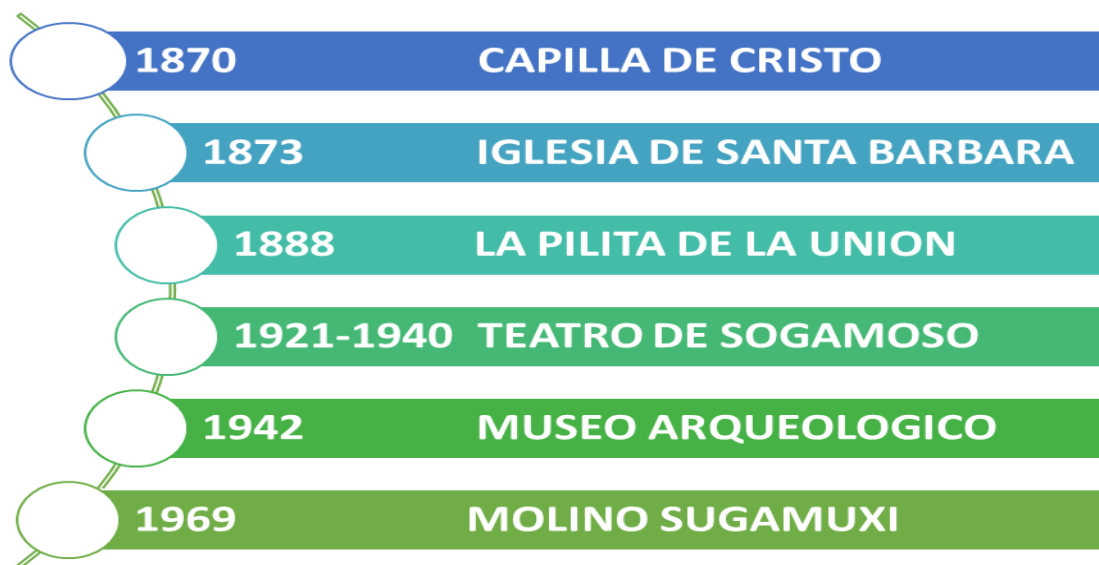 1870 CAPILLA DE CRISTO
1873 IGLESIA DE SANTA BARBARA
1888 LA PILITA DE LA UNION
1921-1940 TEATRO DE SOGAMOSO
1942 MUSEO ARQUEOLOGICO
1969 MOLINO SUGAMUXI